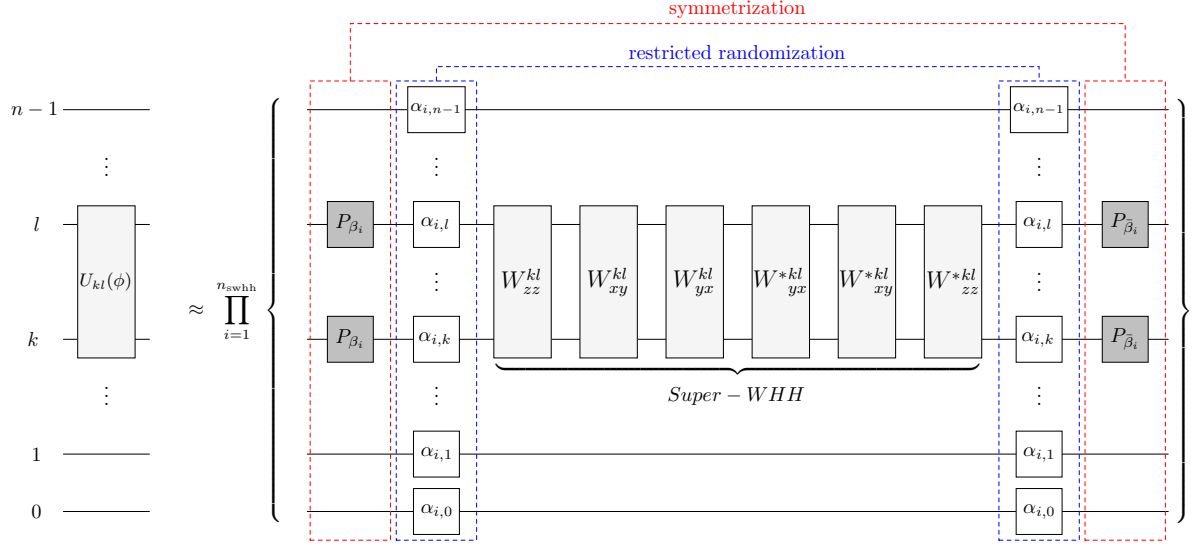 symmetrization
restricted randomization
n − 1
α_{i,n−1} α_{i,n−1}
⋮ ⋮ ⋮
l P_{β_i} α_{i,l} α_{i,l} P_{β̄_i}
U_{kl}(ϕ) ⋮ W^{kl}_{zz} W^{kl}_{xy} W^{kl}_{yx} W^{*kl}_{yx} W^{*kl}_{xy} W^{*kl}_{zz} ⋮
≈ ∏_{i=1}^{n_{swhh}} {
k P_{β_i} α_{i,k} α_{i,k} P_{β̄_i}
⋮ ⋮ ⋮
Super − WHH
1 α_{i,1} α_{i,1}
0 α_{i,0} α_{i,0}
}